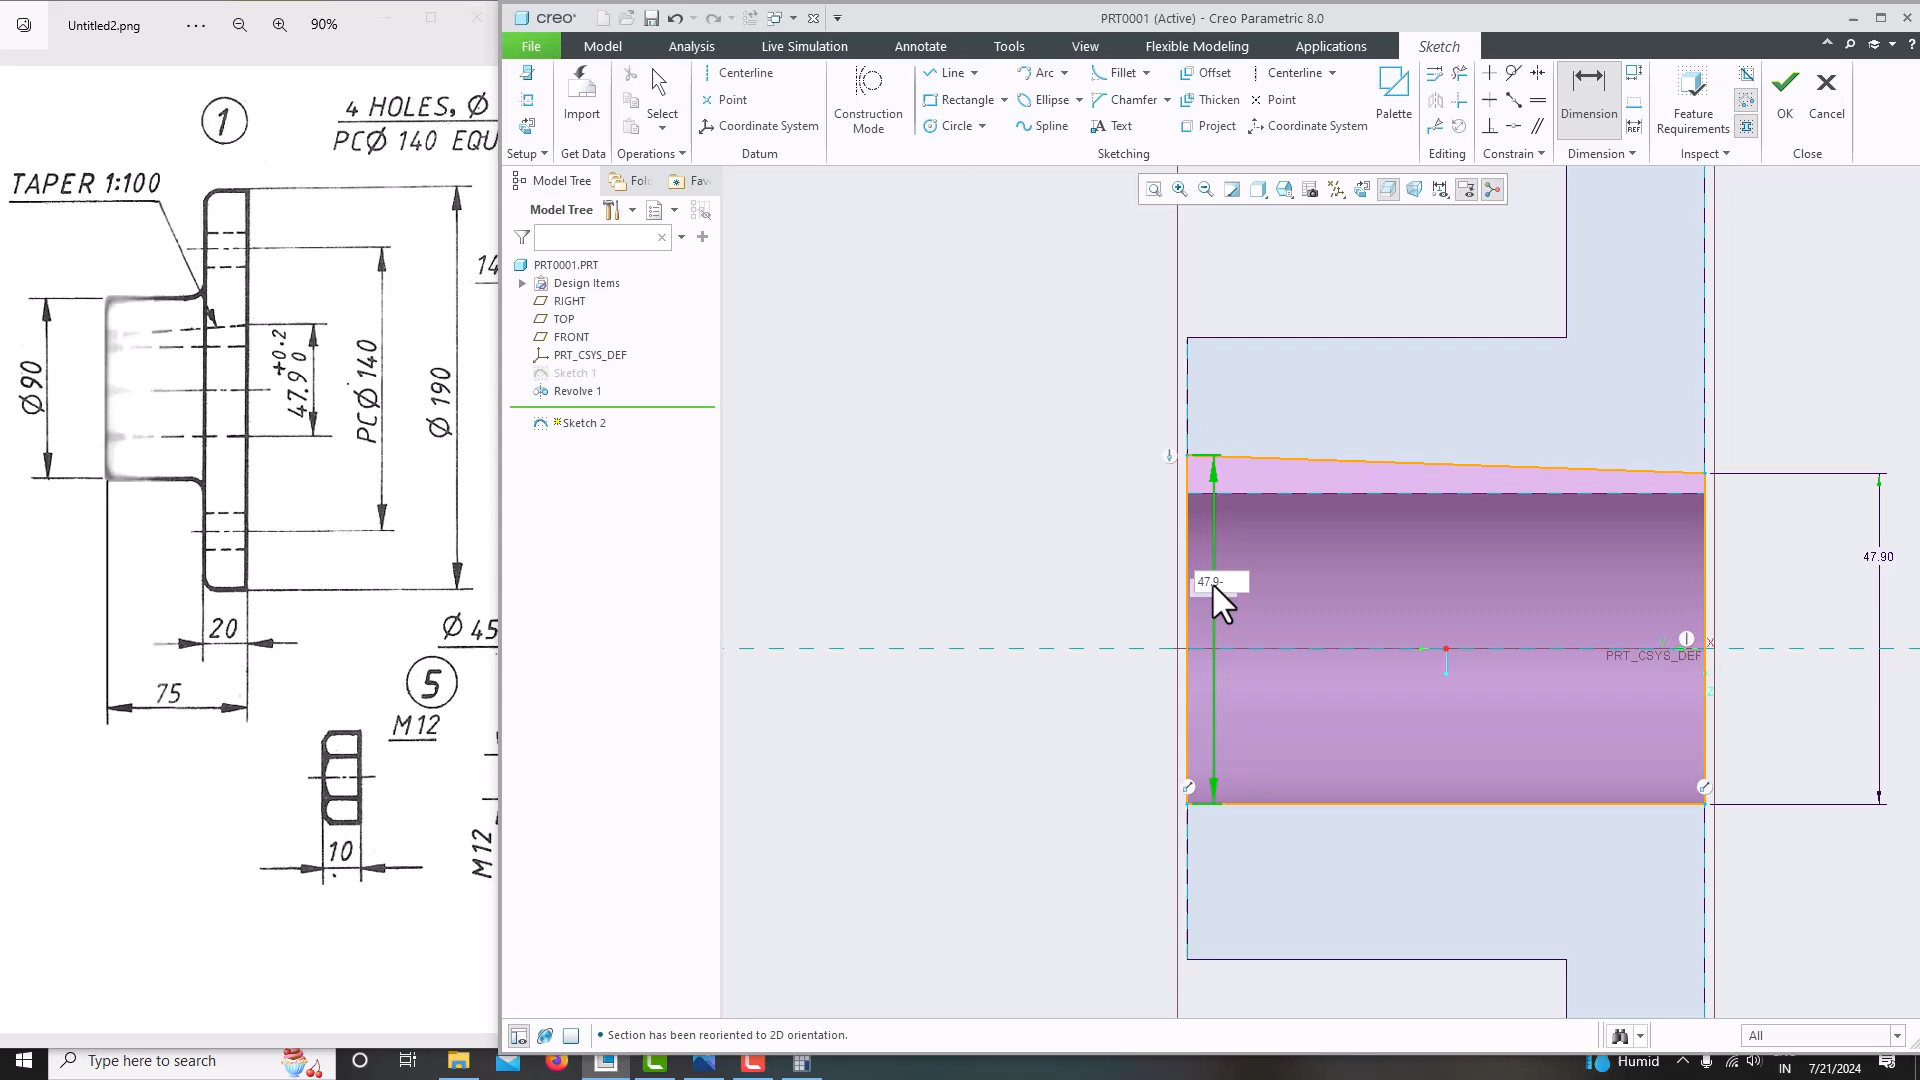 Untitled2.png
90%
1
4 HOLES, Ø
PCØ 140 EQU
TAPER 1:100
14
Ø90
47.9 +0.2 0
PCØ 140
Ø 190
20
75
Ø 45
5
M12
10
M12
creo
PRT0001 (Active) - Creo Parametric 8.0
File
Model
Analysis
Live Simulation
Annotate
Tools
View
Flexible Modeling
Applications
Sketch
Import
Select
Centerline
Point
Coordinate System
Construction
Mode
Line
Rectangle
Circle
Arc
Ellipse
Spline
Fillet
Chamfer
Text
Offset
Thicken
Project
Centerline
Point
Coordinate System
Palette
Dimension
Feature
Requirements
OK
Cancel
Setup
Get Data
Operations
Datum
Sketching
Editing
Constrain
Dimension
Inspect
Close
Model Tree
Fol
Fav
Model Tree
PRT0001.PRT
Design Items
RIGHT
TOP
FRONT
PRT_CSYS_DEF
Sketch 1
Revolve 1
Sketch 2
47.9-
47.90
X
Y
PRT_CSYS_DEF
Z
Section has been reoriented to 2D orientation.
All
Type here to search
Humid
IN
7/21/2024